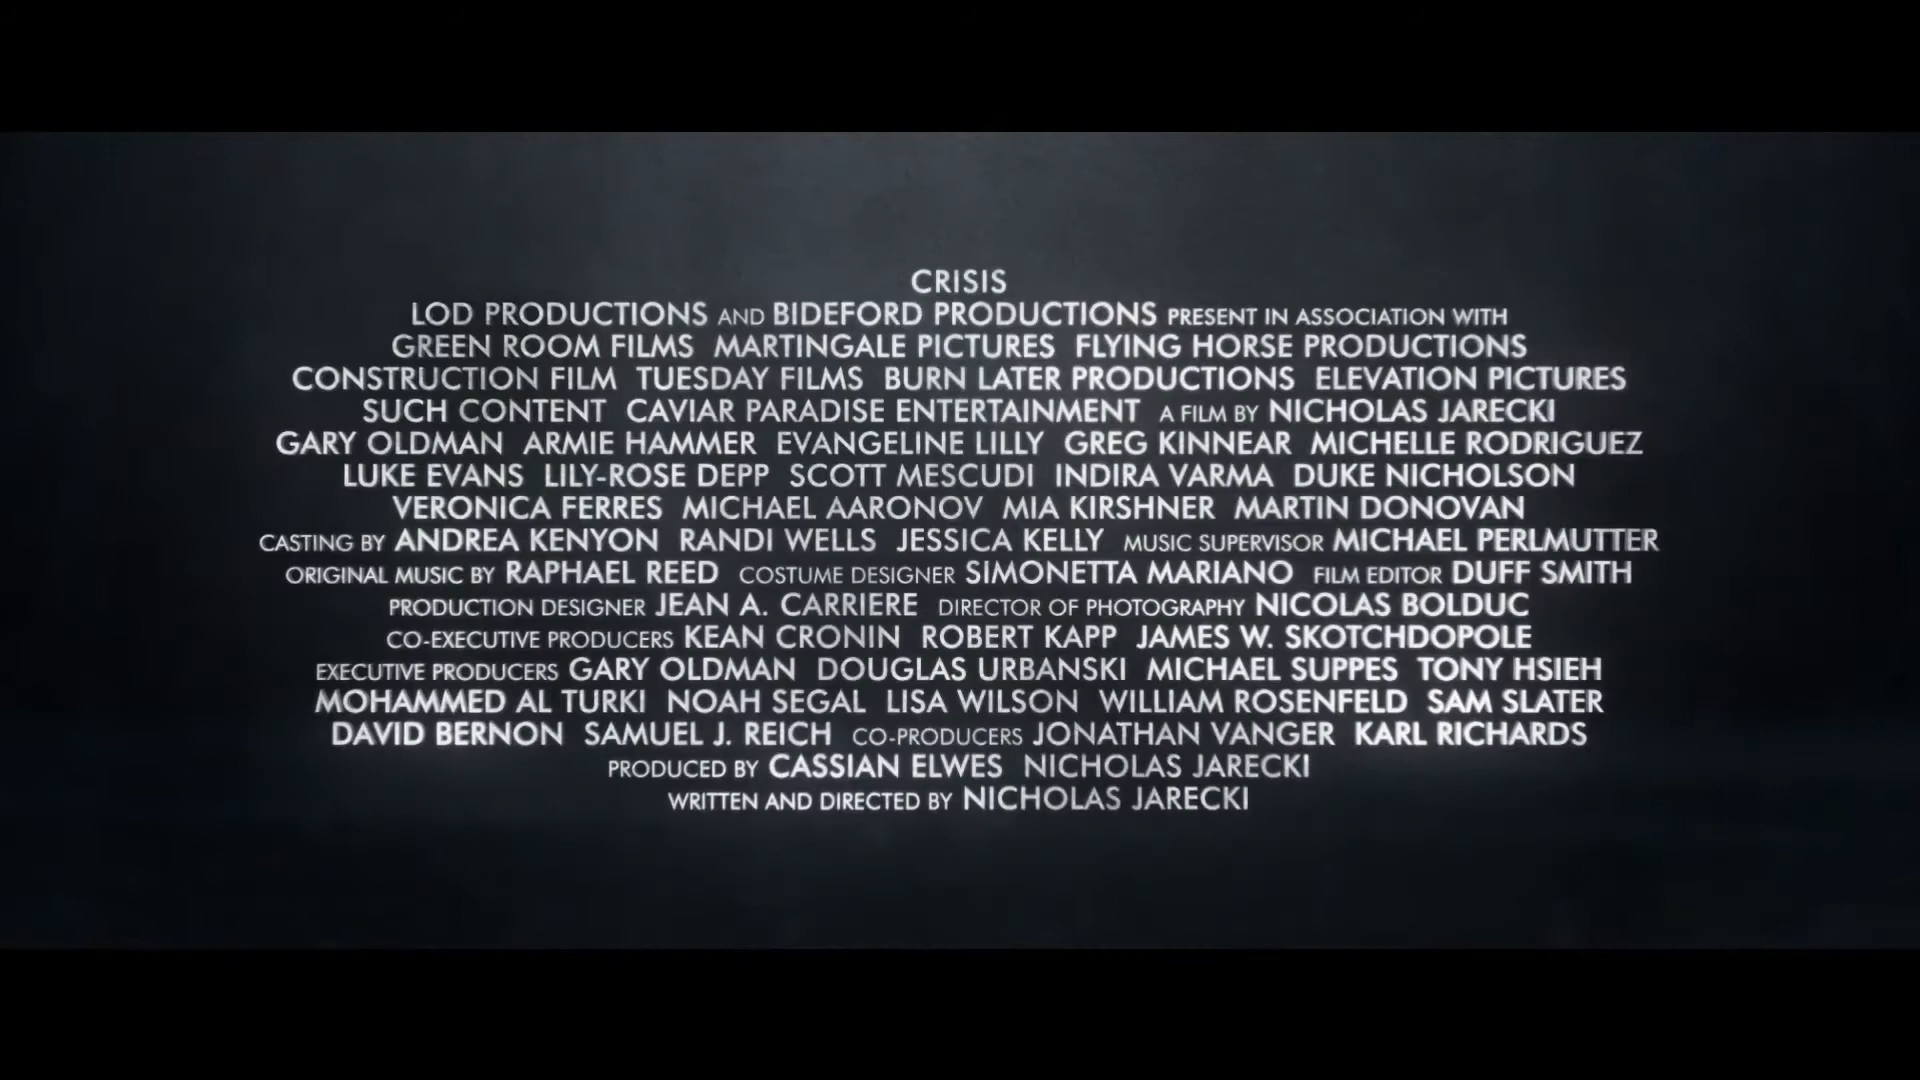 CRISIS
LOD PRODUCTIONS AND BIDEFORD PRODUCTIONS PRESENT IN ASSOCIATION WITH
GREEN ROOM FILMS MARTINGALE PICTURES FLYING HORSE PRODUCTIONS
CONSTRUCTION FILM TUESDAY FILMS BURN LATER PRODUCTIONS ELEVATION PICTURES
SUCH CONTENT CAVIAR PARADISE ENTERTAINMENT A FILM BY NICHOLAS JARECKI
GARY OLDMAN ARMIE HAMMER EVANGELINE LILLY GREG KINNEAR MICHELLE RODRIGUEZ
LUKE EVANS LILY-ROSE DEPP SCOTT MESCUDI INDIRA VARMA DUKE NICHOLSON
VERONICA FERRES MICHAEL AARONOV MIA KIRSHNER MARTIN DONOVAN
CASTING BY ANDREA KENYON RANDI WELLS JESSICA KELLY MUSIC SUPERVISOR MICHAEL PERLMUTTER
ORIGINAL MUSIC BY RAPHAEL REED COSTUME DESIGNER SIMONETTA MARIANO FILM EDITOR DUFF SMITH
PRODUCTION DESIGNER JEAN A. CARRIERE DIRECTOR OF PHOTOGRAPHY NICOLAS BOLDUC
CO-EXECUTIVE PRODUCERS KEAN CRONIN ROBERT KAPP JAMES W. SKOTCHDOPOLE
EXECUTIVE PRODUCERS GARY OLDMAN DOUGLAS URBANSKI MICHAEL SUPPES TONY HSIEH
MOHAMMED AL TURKI NOAH SEGAL LISA WILSON WILLIAM ROSENFELD SAM SLATER
DAVID BERNON SAMUEL J. REICH CO-PRODUCERS JONATHAN VANGER KARL RICHARDS
PRODUCED BY CASSIAN ELWES NICHOLAS JARECKI
WRITTEN AND DIRECTED BY NICHOLAS JARECKI